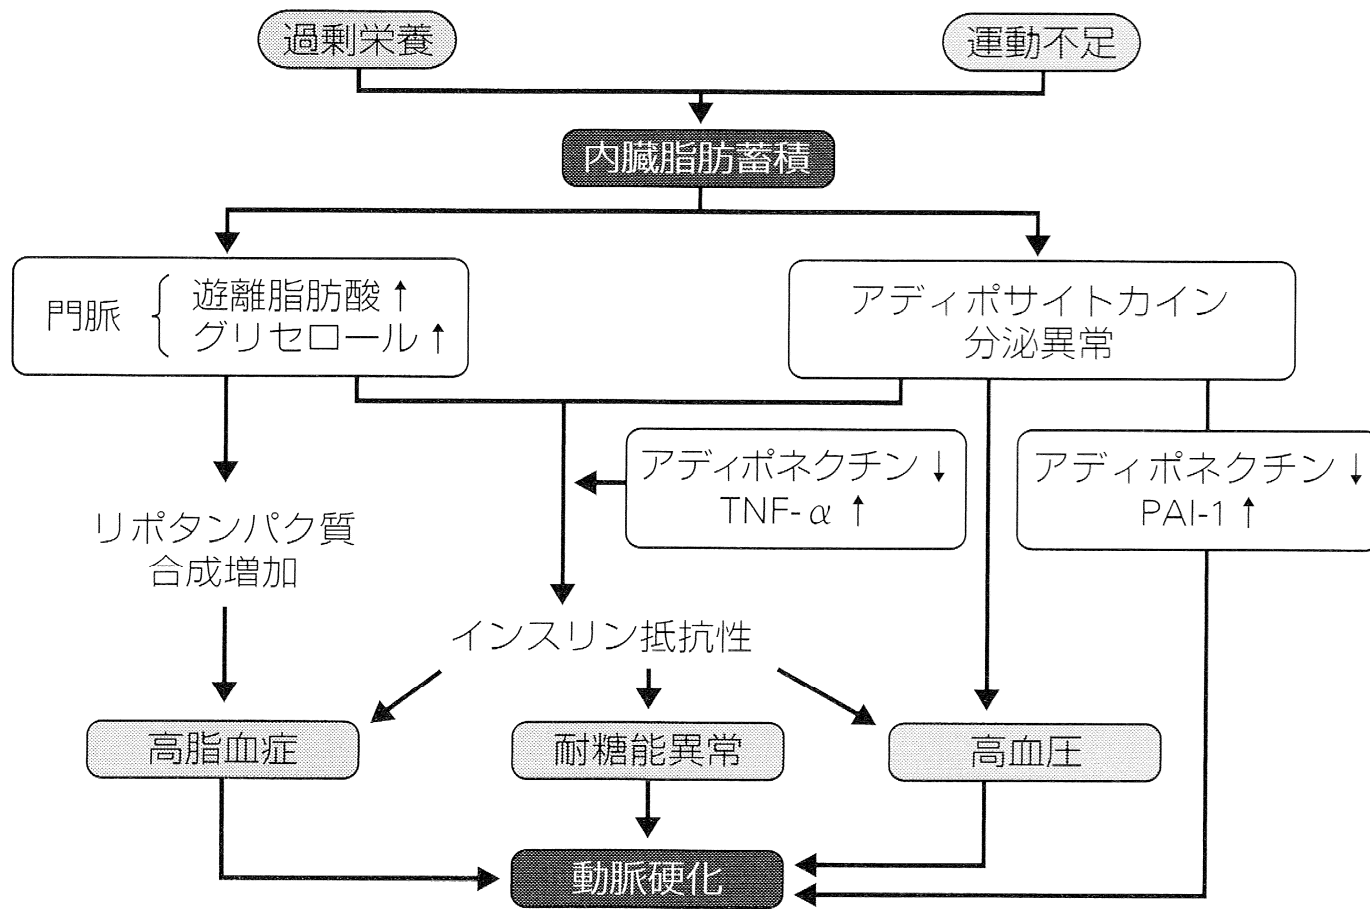 過剰栄養
運動不足
内臓脂肪蓄積
門脈
遊離脂肪酸↑
グリセロール↑
アディポサイトカイン
分泌異常
アディポネクチン↓
TNF-α↑
アディポネクチン↓
PAI-1↑
リポタンパク質
合成増加
インスリン抵抗性
高脂血症
耐糖能異常
高血圧
動脈硬化